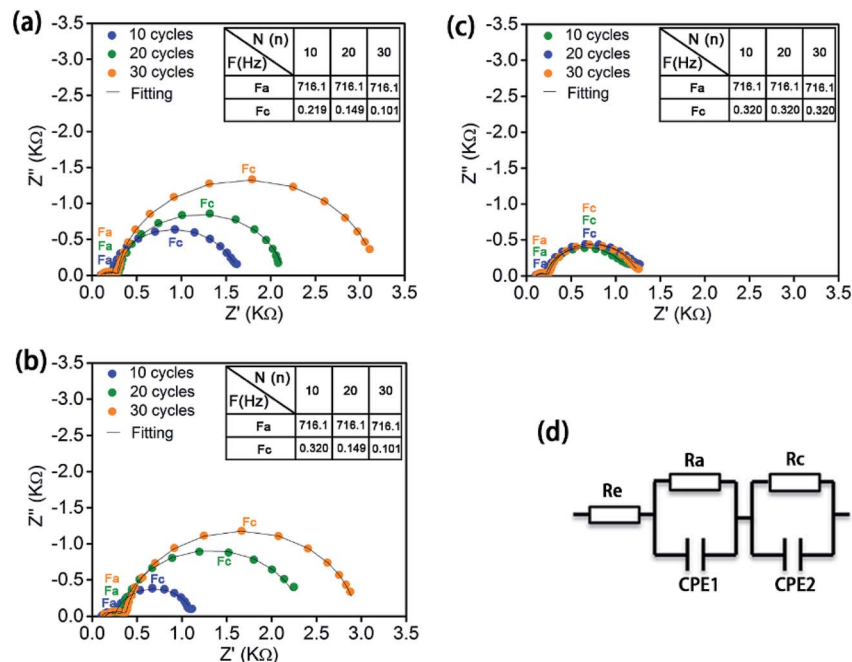 (a)
-3.5
-3.0
-2.5
-2.0
-1.5
-1.0
-0.5
0.0
Z" (KΩ)
10 cycles
20 cycles
30 cycles
Fitting
N (n) 10 20 30
F(Hz)
Fa 716.1 716.1 716.1
Fc 0.219 0.149 0.101
Fc
Fc
Fc
Fa
Fa
Fa
0.0 0.5 1.0 1.5 2.0 2.5 3.0 3.5
Z' (KΩ)
(c)
-3.5
-3.0
-2.5
-2.0
-1.5
-1.0
-0.5
0.0
Z" (KΩ)
10 cycles
20 cycles
30 cycles
Fitting
N (n) 10 20 30
F(Hz)
Fa 716.1 716.1 716.1
Fc 0.320 0.320 0.320
Fc
Fc
Fc
Fa
Fa
Fa
0.0 0.5 1.0 1.5 2.0 2.5 3.0 3.5
Z' (KΩ)
(b)
-3.5
-3.0
-2.5
-2.0
-1.5
-1.0
-0.5
0.0
Z" (KΩ)
10 cycles
20 cycles
30 cycles
Fitting
N (n) 10 20 30
F(Hz)
Fa 716.1 716.1 716.1
Fc 0.320 0.149 0.101
Fc
Fc
Fc
Fa
Fa
Fa
0.0 0.5 1.0 1.5 2.0 2.5 3.0 3.5
Z' (KΩ)
(d)
Re Ra Rc
CPE1 CPE2